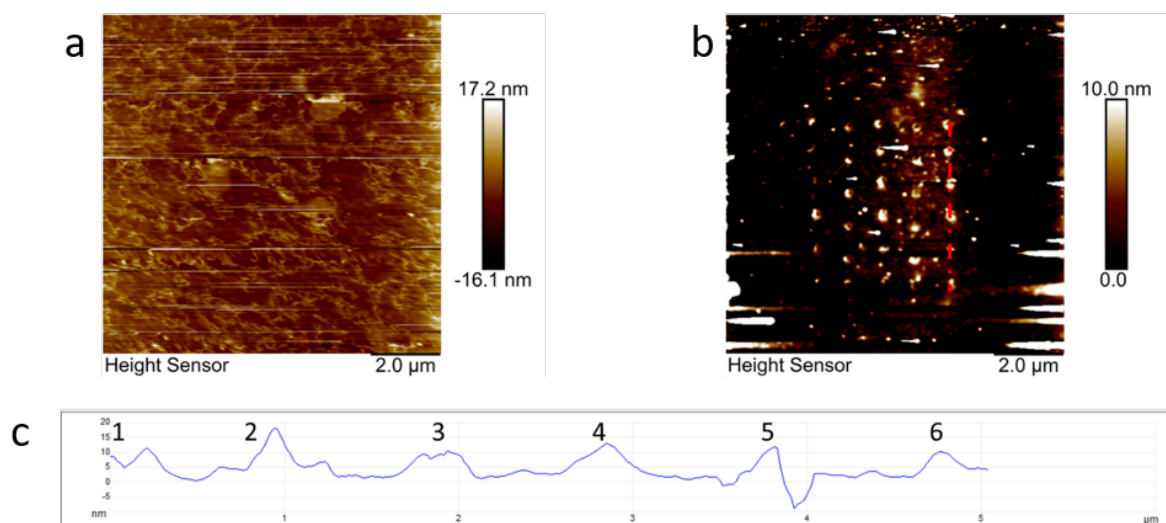 a
17.2 nm
-16.1 nm
Height Sensor
2.0 µm
b
10.0 nm
0.0
Height Sensor
2.0 µm
c
20
15
10
5
0
-5
nm
1 2 3 4 5 6
1 2 3 4 5 µm